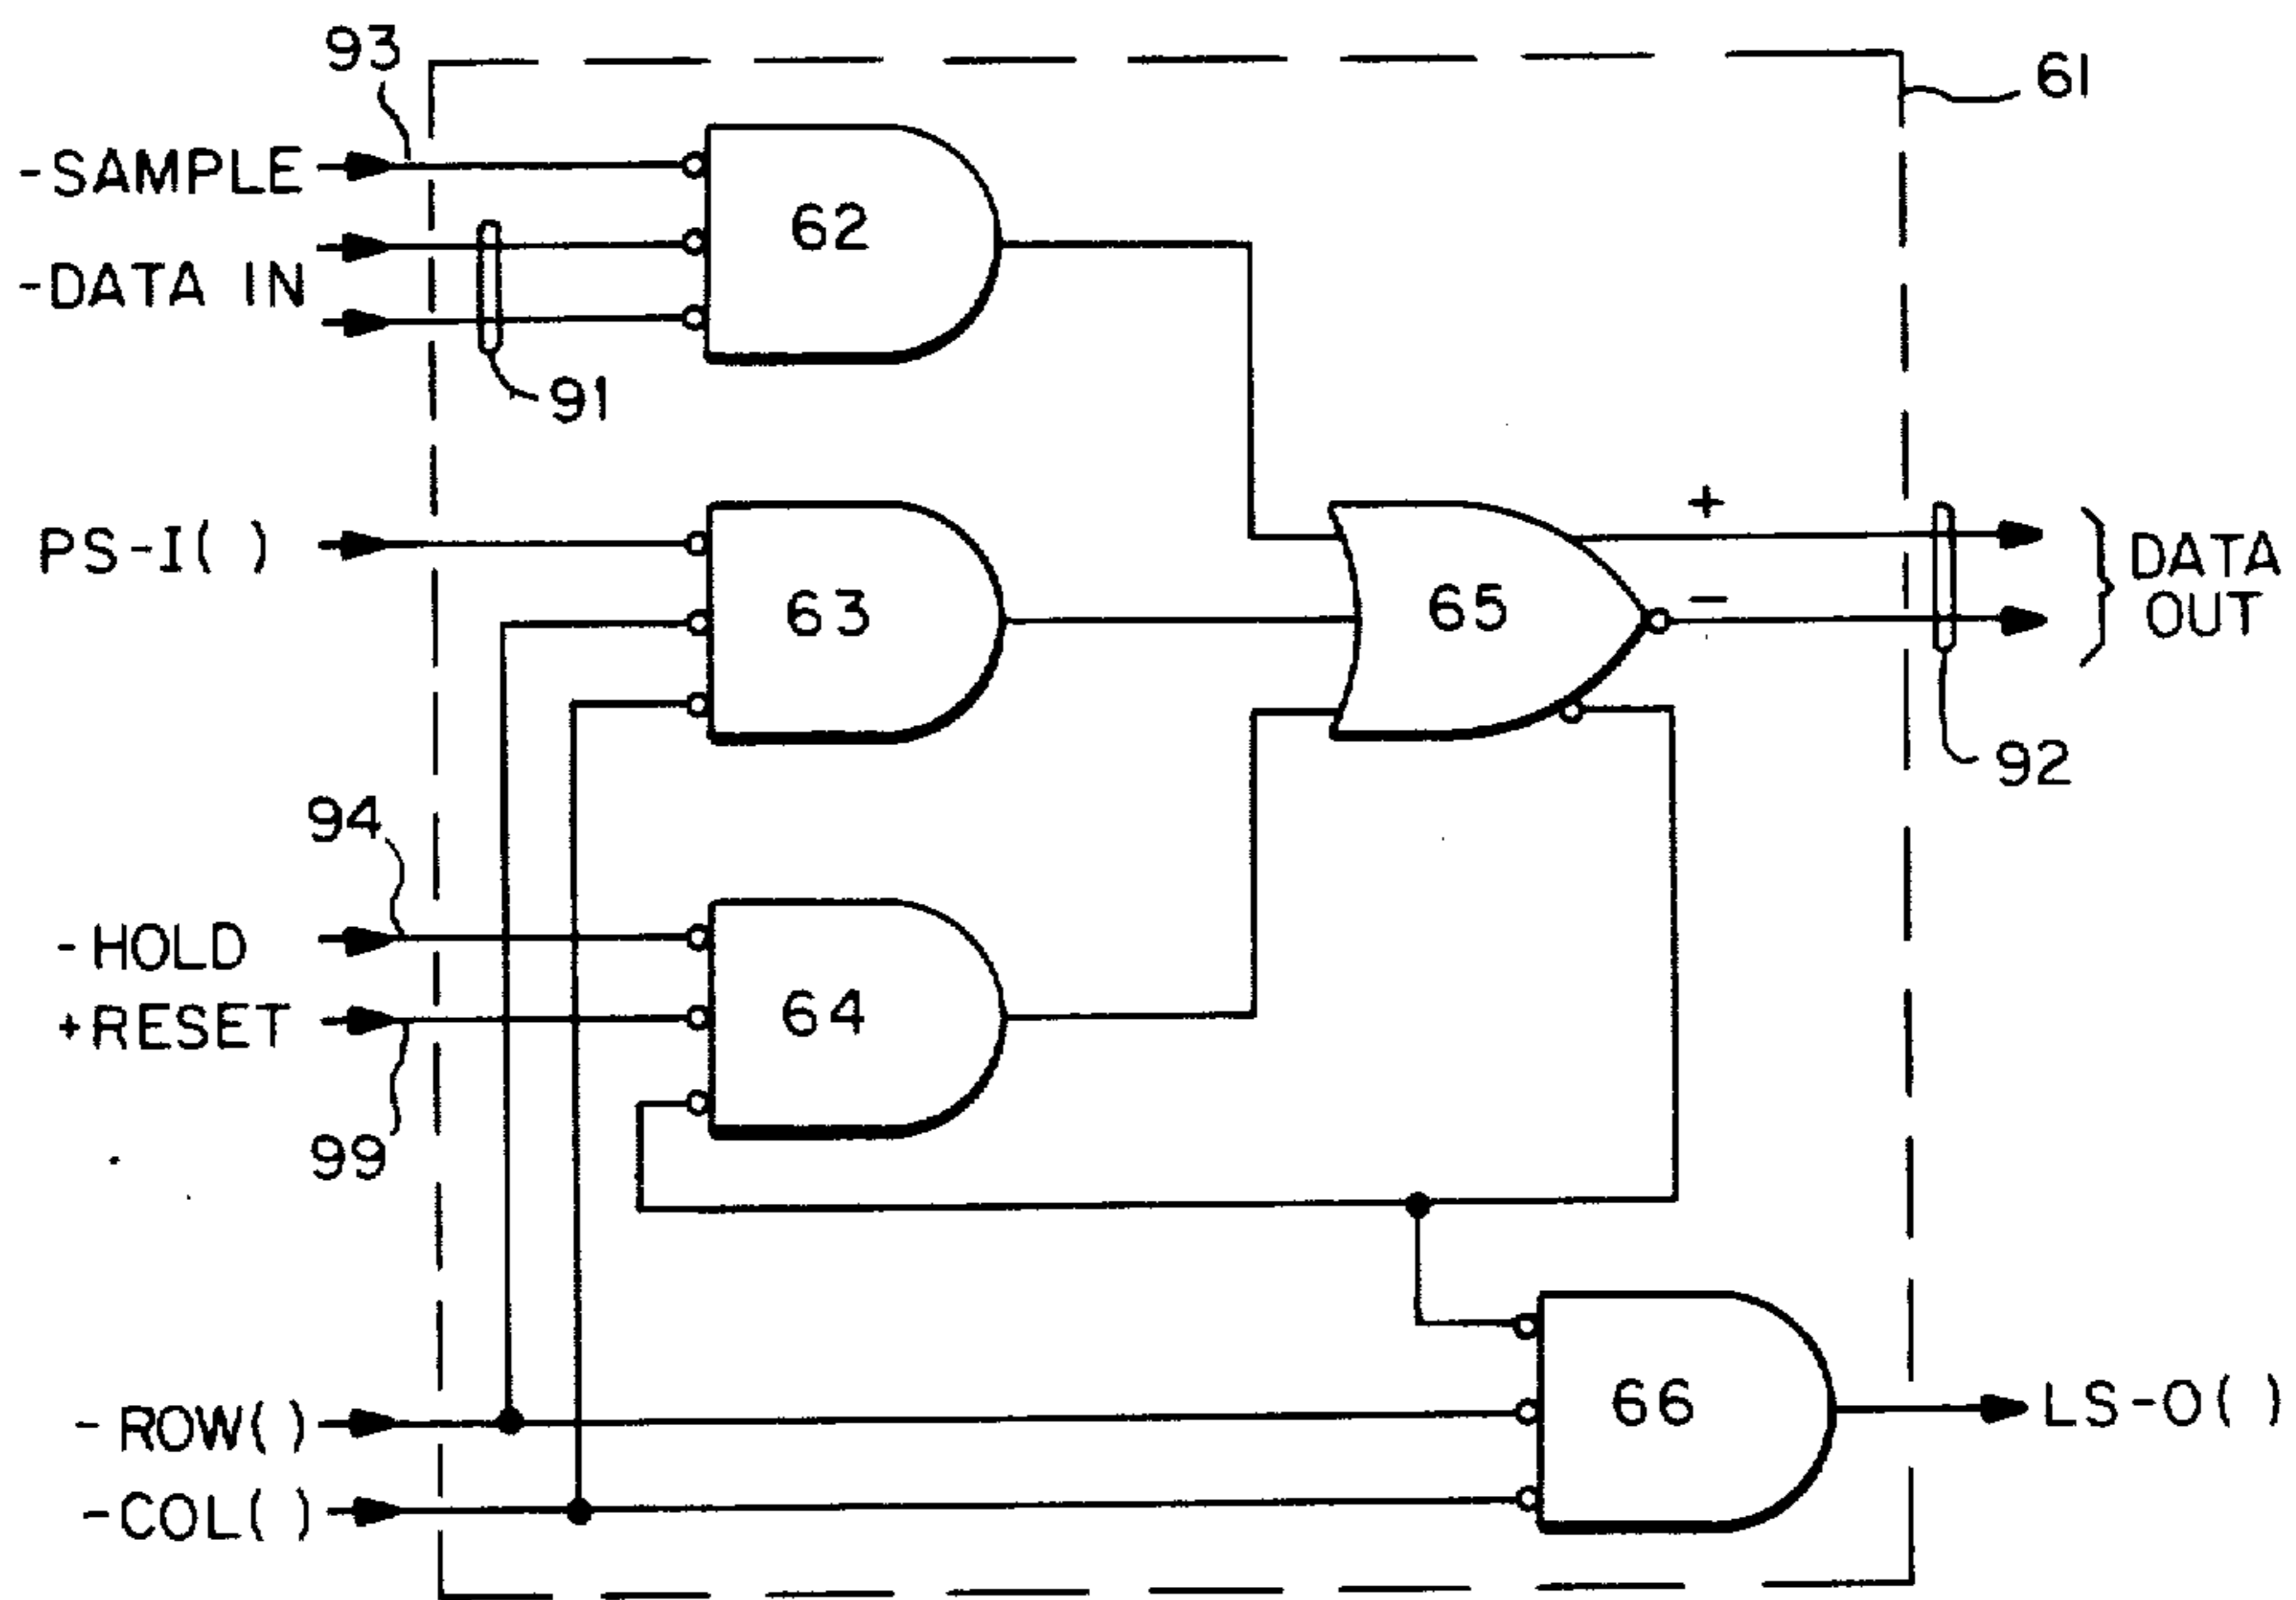 93
61
-SAMPLE
62
-DATA IN
91
PS-I( )
63
65
+
-
DATA
OUT
92
94
-HOLD
64
+RESET
99
-ROW( )
66
LS-O( )
-COL( )